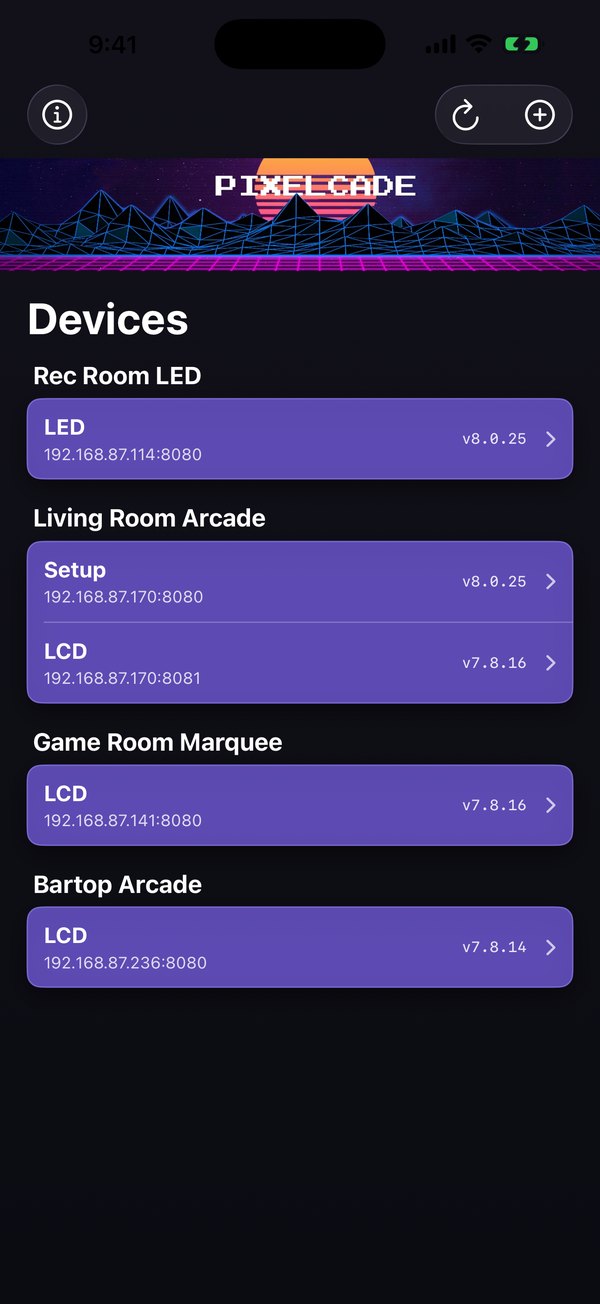 9:41
PIXELCADE
Devices
Rec Room LED
LED
192.168.87.114:8080
v8.0.25
Living Room Arcade
Setup
192.168.87.170:8080
v8.0.25
LCD
192.168.87.170:8081
v7.8.16
Game Room Marquee
LCD
192.168.87.141:8080
v7.8.16
Bartop Arcade
LCD
192.168.87.236:8080
v7.8.14